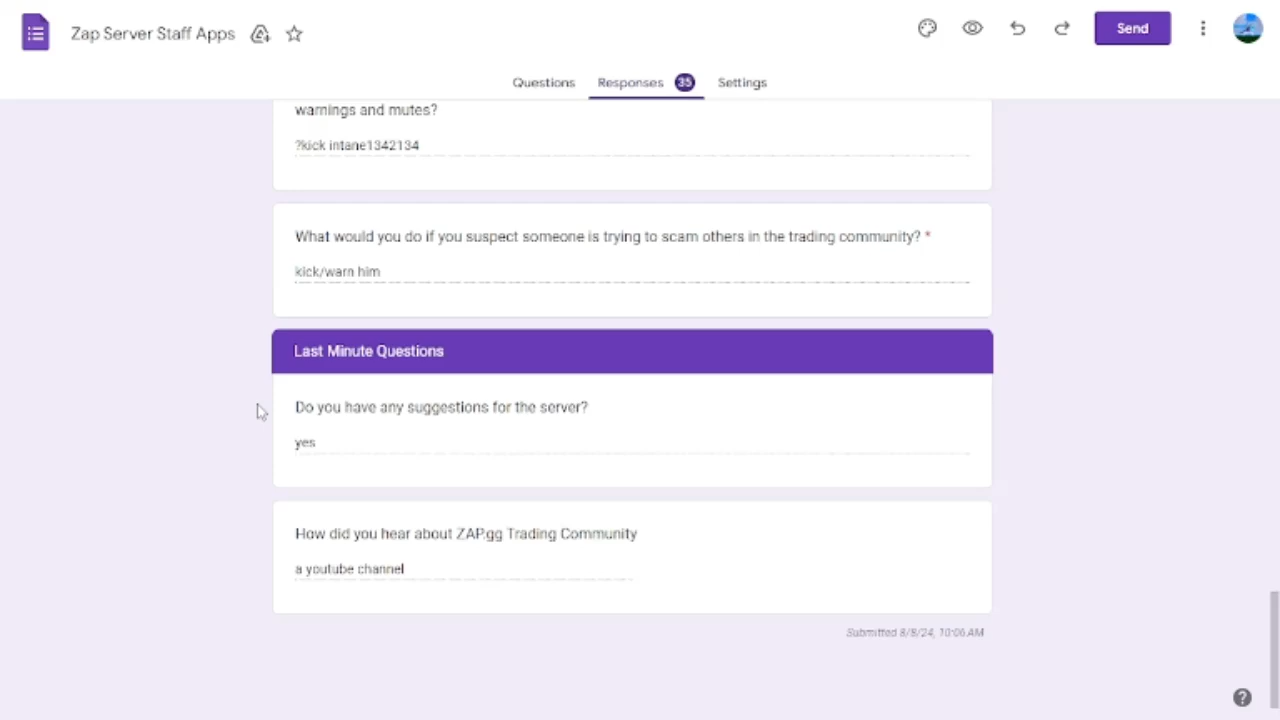 Zap Server Staff Apps
Send
Questions
Responses 35
Settings
warnings and mutes?
?kick intane1342134
What would you do if you suspect someone is trying to scam others in the trading community? *
kick/warn him
Last Minute Questions
Do you have any suggestions for the server?
yes
How did you hear about ZAP.gg Trading Community
a youtube channel
Submitted 8/8/24, 10:06 AM